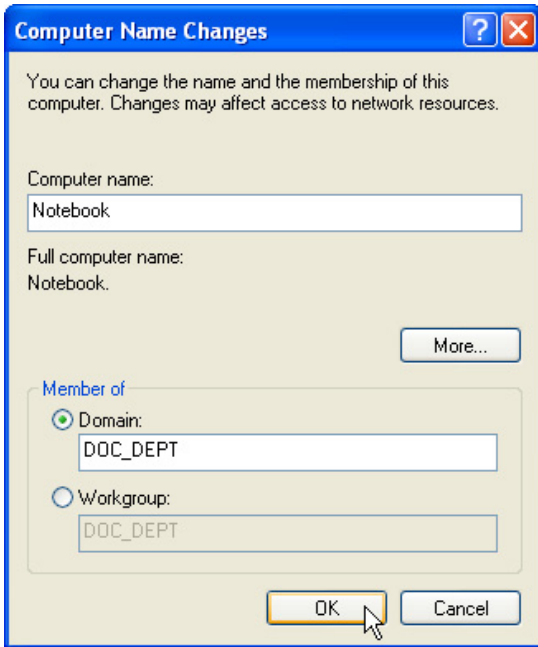 Computer Name Changes
You can change the name and the membership of this
computer. Changes may affect access to network resources.
Computer name:
Notebook
Full computer name:
Notebook.
More...
Member of
Domain:
DOC_DEPT
Workgroup:
DOC_DEPT
OK
Cancel